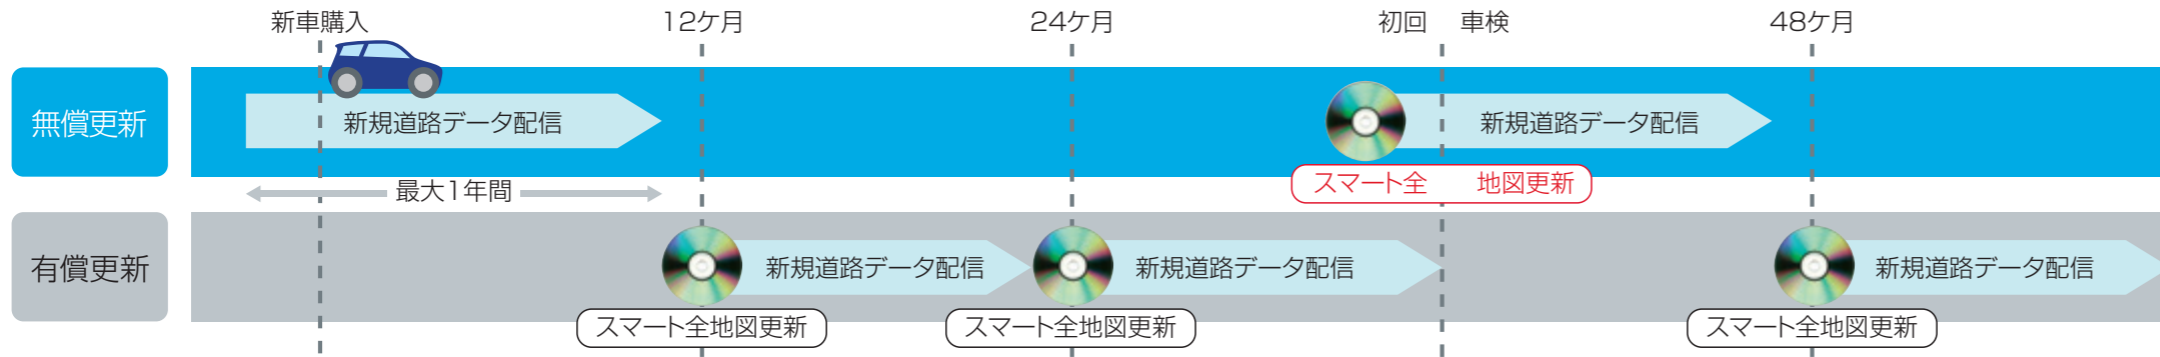 新車購入
12ケ月
24ケ月
初回 車検
48ケ月
無償更新
新規道路データ配信
新規道路データ配信
スマート全 地図更新
最大1年間
有償更新
新規道路データ配信
新規道路データ配信
新規道路データ配信
スマート全地図更新
スマート全地図更新
スマート全地図更新